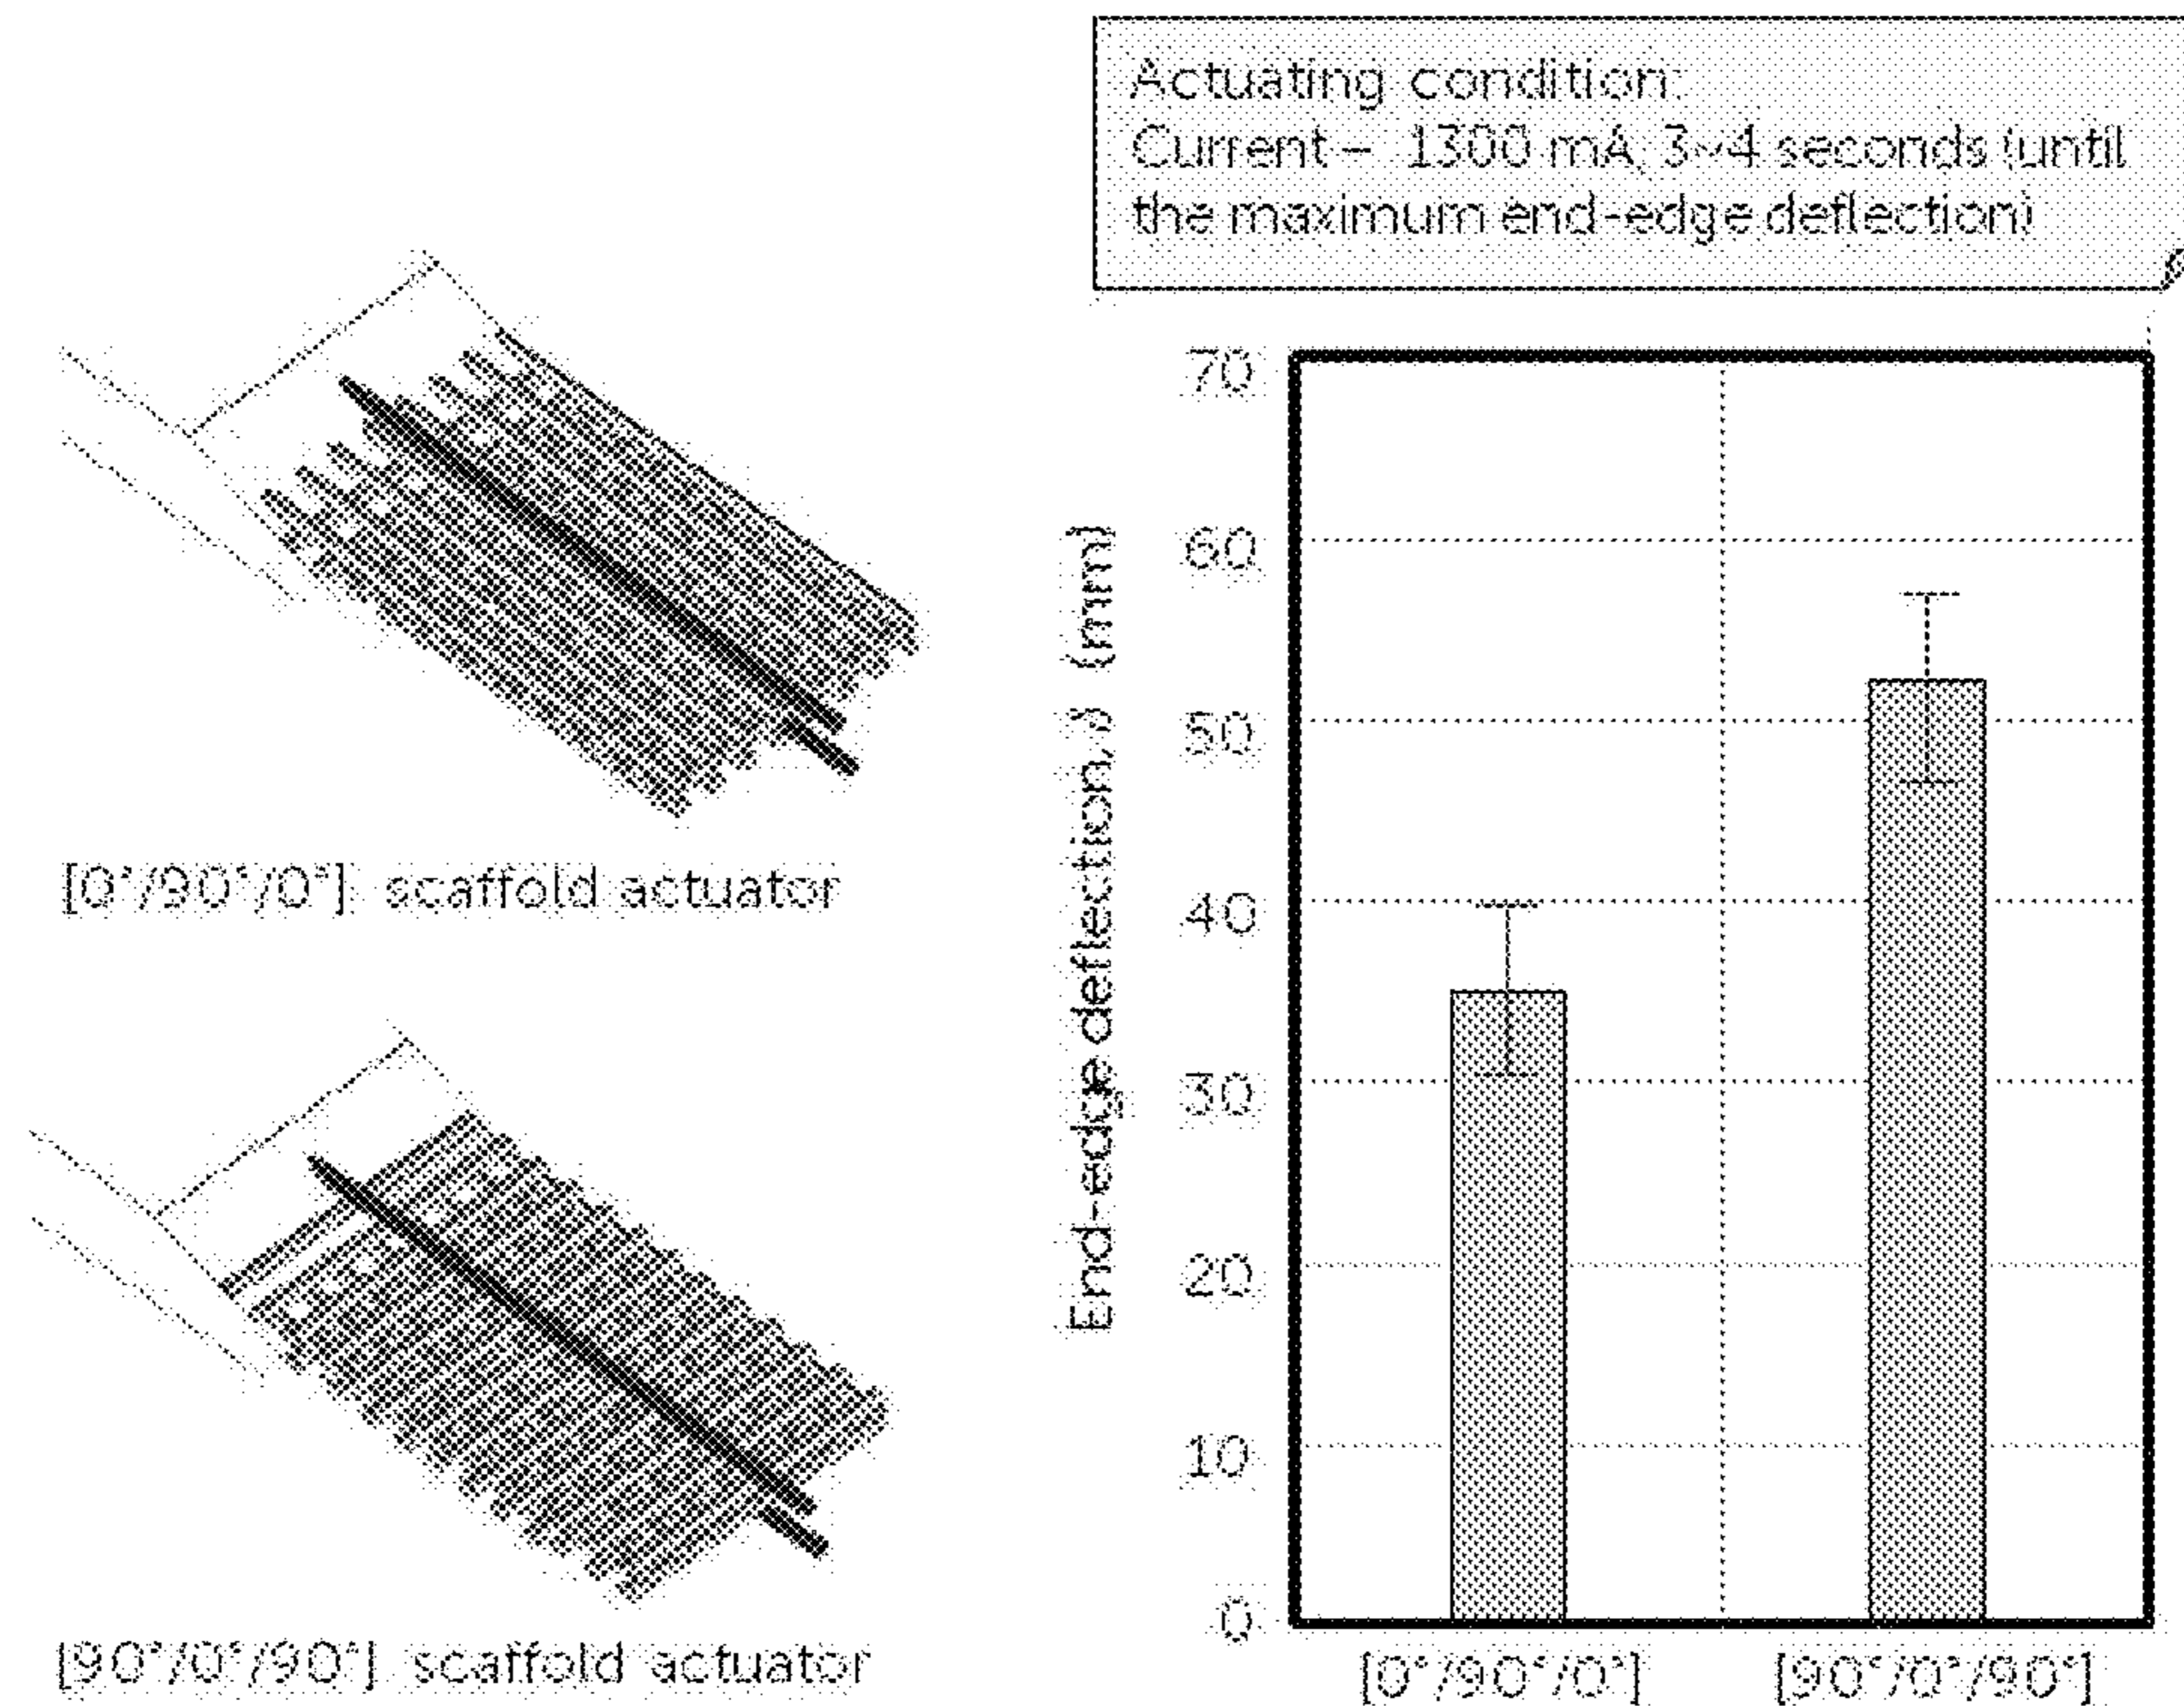 Actuating condition:
Current – 1300 mA, 3~4 seconds (until
the maximum end-edge deflection)
[0°/90°/0°] scaffold actuator
[90°/0°/90°] scaffold actuator
End-edge deflection, (mm)
70
60
50
40
30
20
10
0
[0°/90°/0°]
[90°/0°/90°]